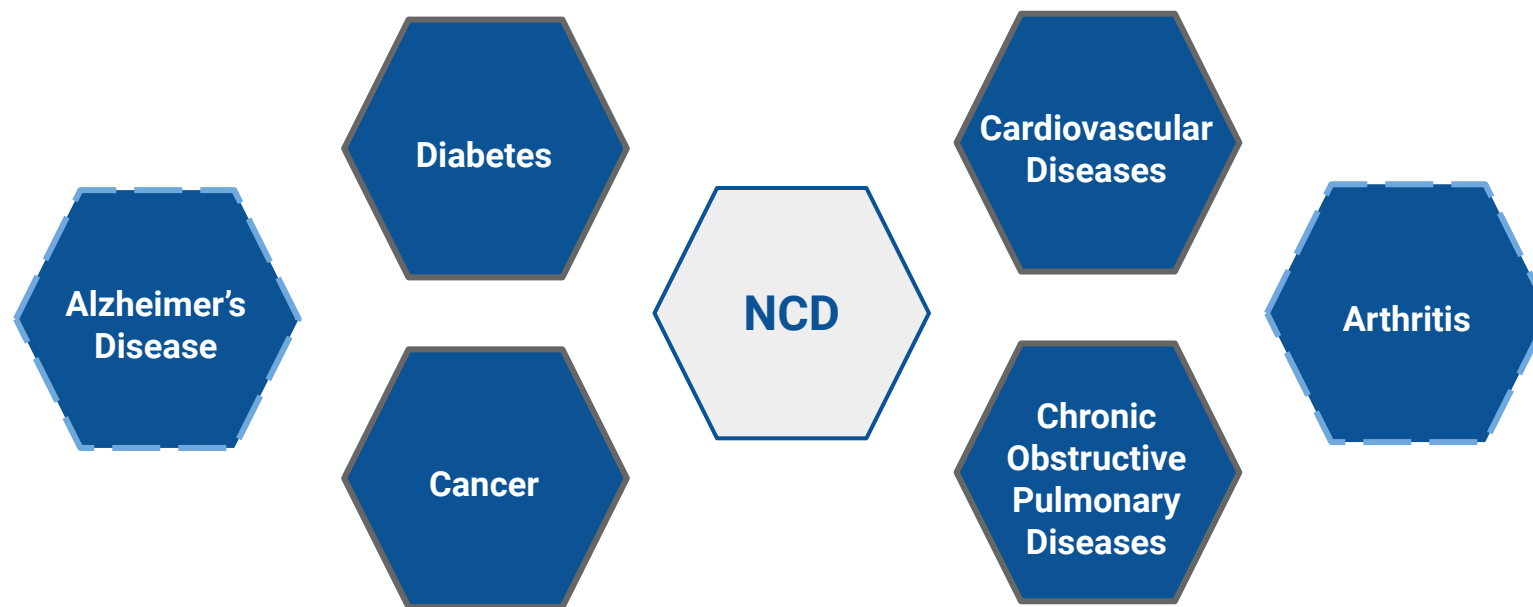 Diabetes
Cardiovascular
Diseases
Alzheimer’s
Disease
NCD
Arthritis
Cancer
Chronic
Obstructive
Pulmonary
Diseases